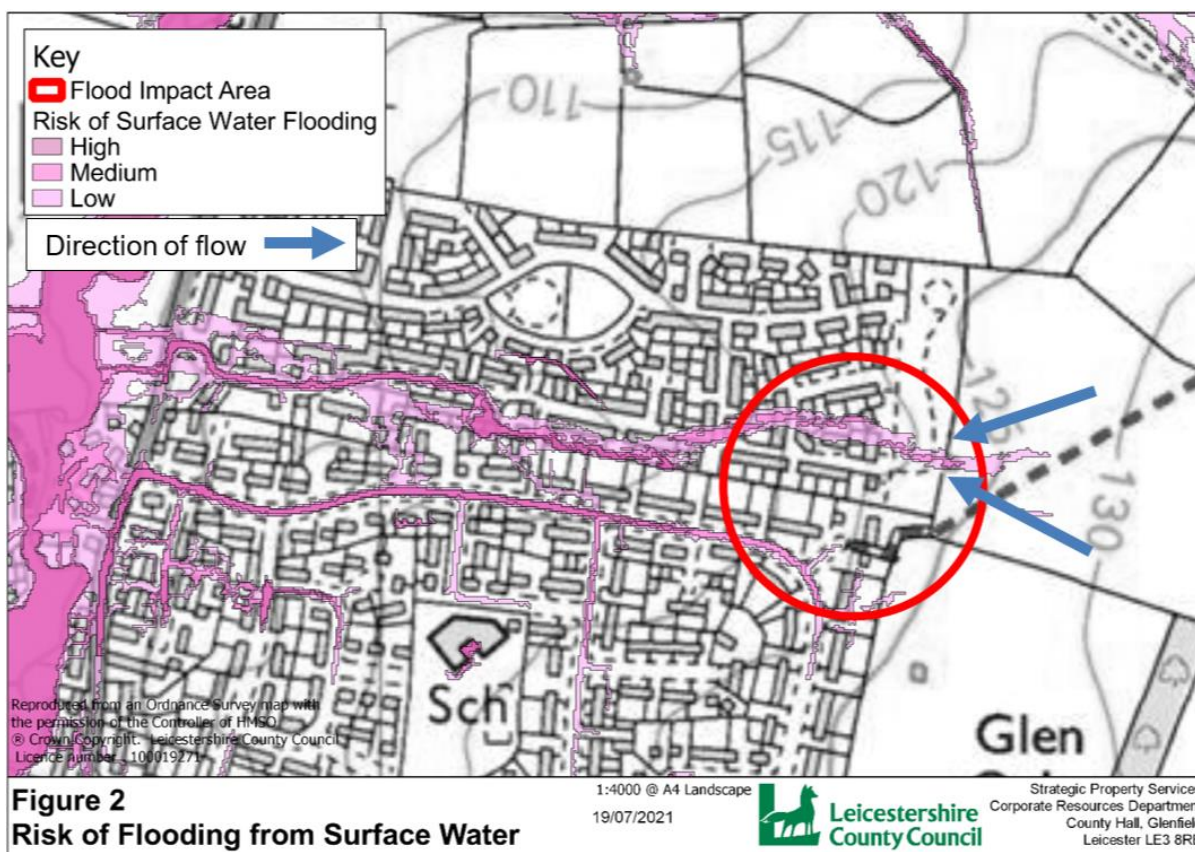 Key
Flood Impact Area
Risk of Surface Water Flooding
High
Medium
Low
Direction of flow
110
115
120
125
130
Sch
Glen
Reproduced from an Ordnance Survey map with
the permission of the Controller of HMSO
® Crown Copyright. Leicestershire County Council
Licence number 100019271
Figure 2
Risk of Flooding from Surface Water
1:4000 @ A4 Landscape
19/07/2021
Leicestershire
County Council
Strategic Property Service
Corporate Resources Departmen
County Hall, Glenfield
Leicester LE3 8R